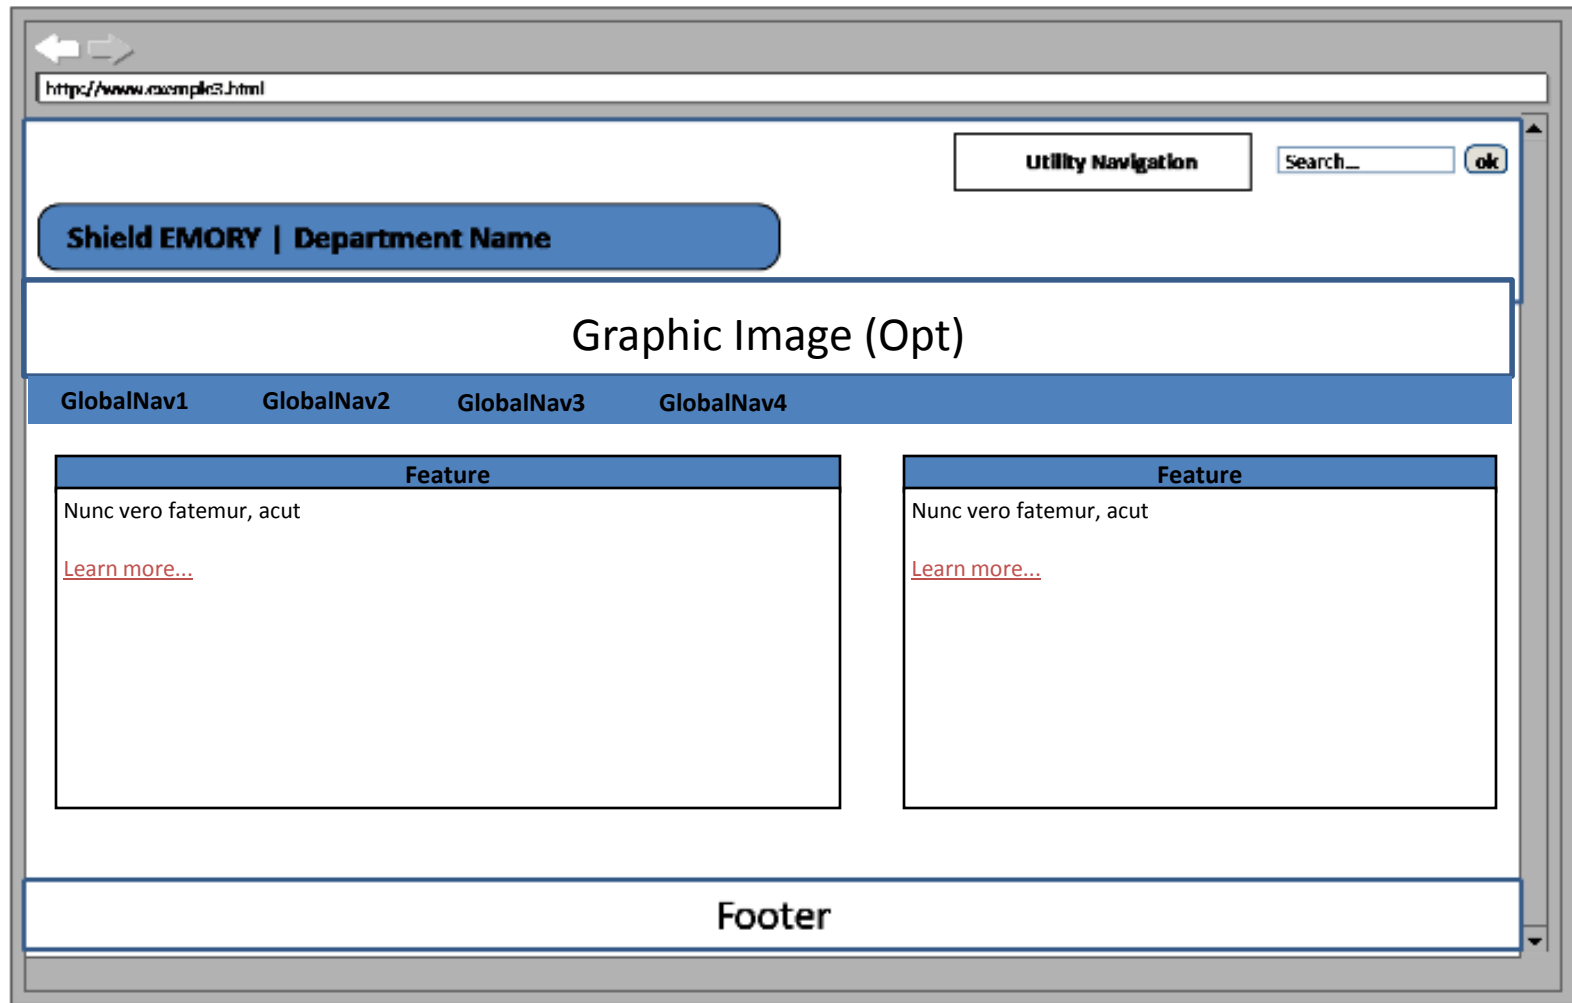 http://www.exemple3.html
Utility Navigation
Search...
ok
Shield EMORY | Department Name
Graphic Image (Opt)
GlobalNav1 GlobalNav2 GlobalNav3 GlobalNav4
Feature
Nunc vero fatemur, acut
Learn more...
Feature
Nunc vero fatemur, acut
Learn more...
Footer